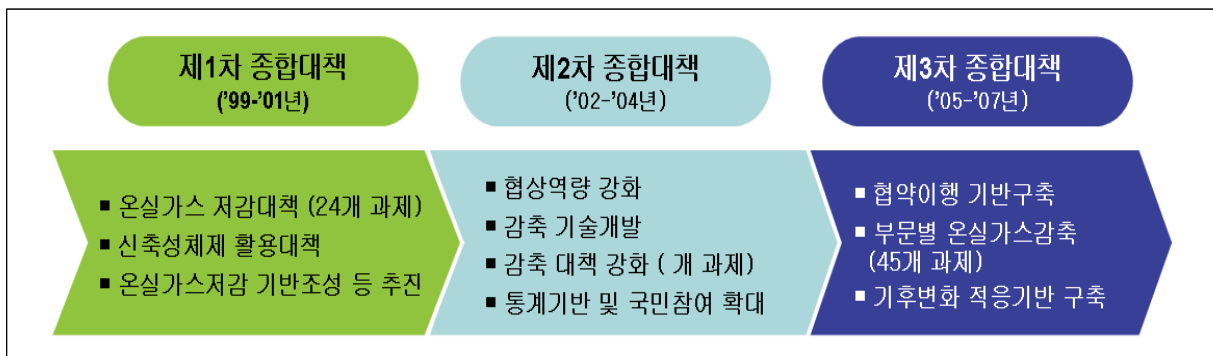 제1차 종합대책
('99-'01년)
■ 온실가스 저감대책 (24개 과제)
■ 신축성체제 활용대책
■ 온실가스저감 기반조성 등 추진
제2차 종합대책
('02-'04년)
■ 협상역량 강화
■ 감축 기술개발
■ 감축 대책 강화 ( 개 과제)
■ 통계기반 및 국민참여 확대
제3차 종합대책
('05-'07년)
■ 협약이행 기반구축
■ 부문별 온실가스감축
(45개 과제)
■ 기후변화 적응기반 구축